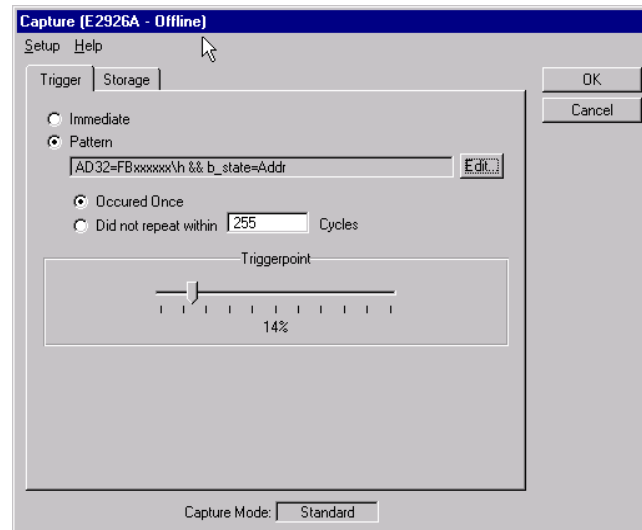 Capture (E2926A - Offline)
Setup Help
Trigger Storage
OK
Cancel
Immediate
Pattern
AD32=FBxxxxxx\h && b_state=Addr
Edit...
Occured Once
Did not repeat within 255 Cycles
Triggerpoint
14%
Capture Mode: Standard